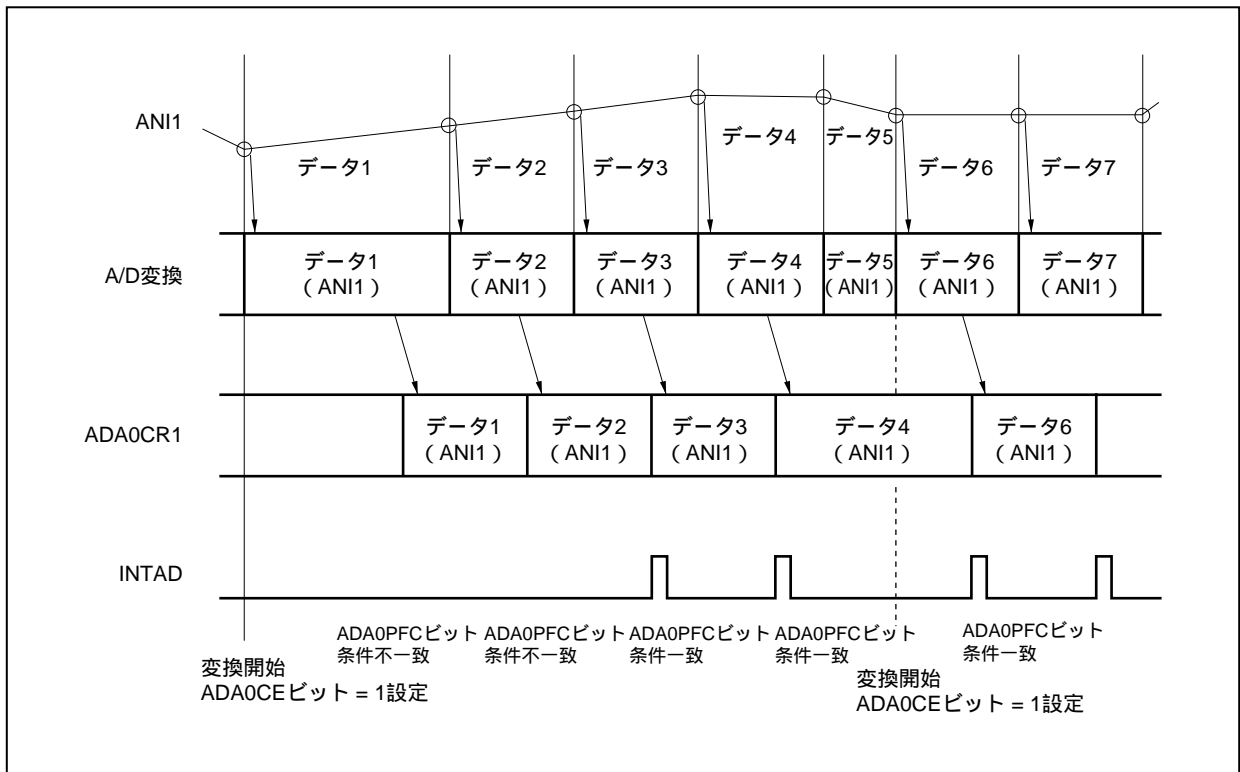 ANI1
データ1
データ2
データ3
データ4
データ5
データ6
データ7
A/D変換
データ1
（ANI1）
データ2
（ANI1）
データ3
（ANI1）
データ4
（ANI1）
データ5
（ANI1）
データ6
（ANI1）
データ7
（ANI1）
ADA0CR1
データ1
（ANI1）
データ2
（ANI1）
データ3
（ANI1）
データ4
（ANI1）
データ6
（ANI1）
INTAD
ADA0PFCビット
条件不一致
ADA0PFCビット
条件不一致
ADA0PFCビット
条件一致
ADA0PFCビット
条件一致
ADA0PFCビット
条件一致
変換開始
ADA0CEビット = 1設定
変換開始
ADA0CEビット = 1設定